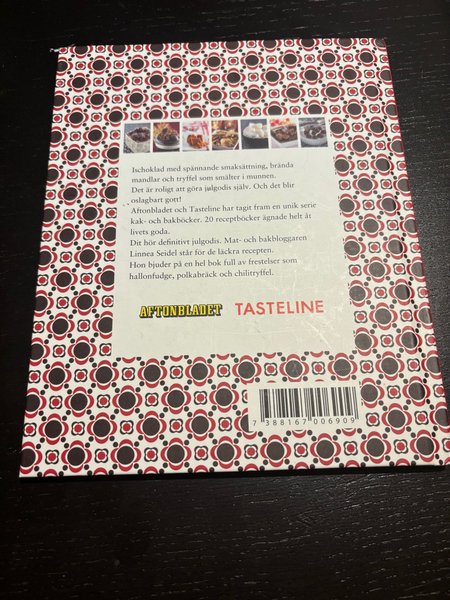 Ischoklad med spännande smaksättning, brända
mandlar och tryffel som smälter i munnen.
Det är roligt att göra julgodis själv. Och det blir
oslagbart gott!
Aftonbladet och Tasteline har tagit fram en unik serie
kak- och bakböcker. 20 receptböcker ägnade helt åt
livets goda.
Dit hör definitivt julgodis. Mat- och bakbloggaren
Linnea Seidel står för de läckra recepten.
Hon bjuder på en hel bok full av frestelser som
hallonfudge, polkabräck och chilitryffel.
AFTONBLADET TASTELINE
7 388167 006909